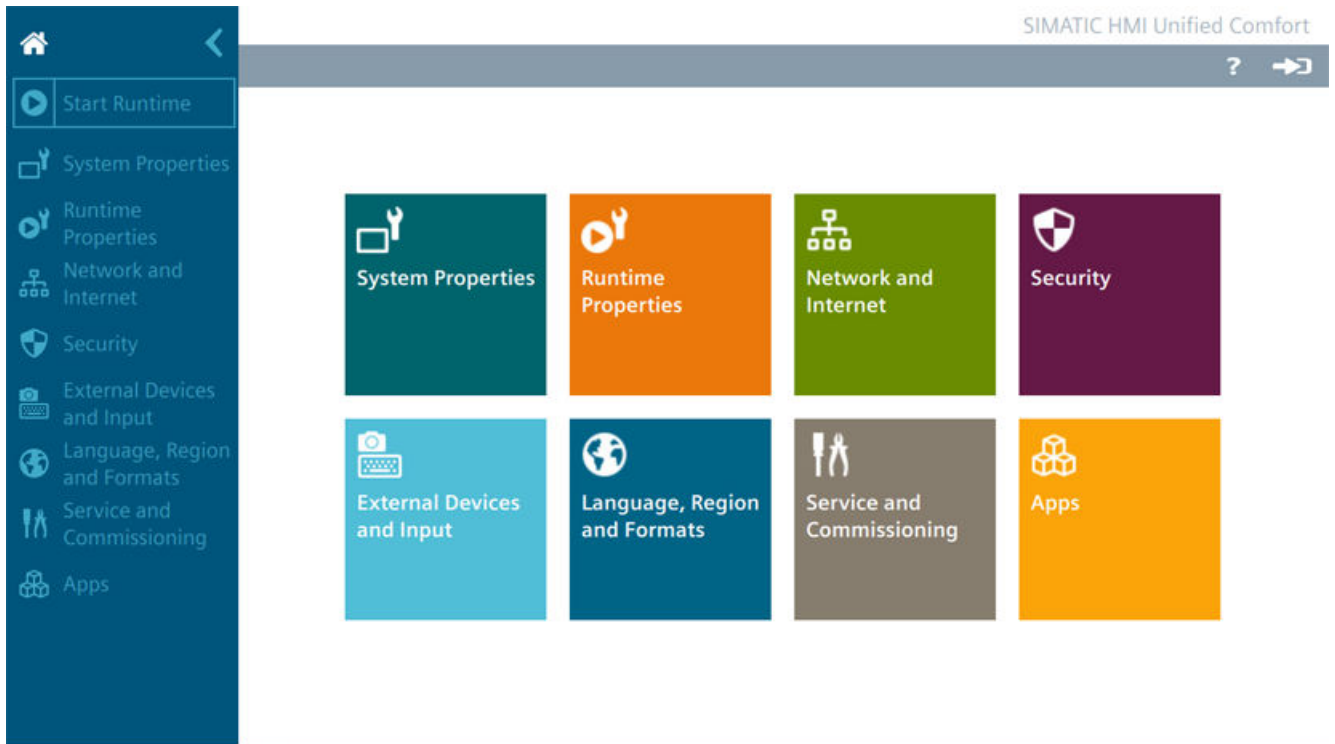 SIMATIC HMI Unified Comfort
?
Start Runtime
System Properties
Runtime
Properties
Network and
Internet
Security
External Devices
and Input
Language, Region
and Formats
Service and
Commissioning
Apps
System Properties
Runtime
Properties
Network and
Internet
Security
External Devices
and Input
Language, Region
and Formats
Service and
Commissioning
Apps